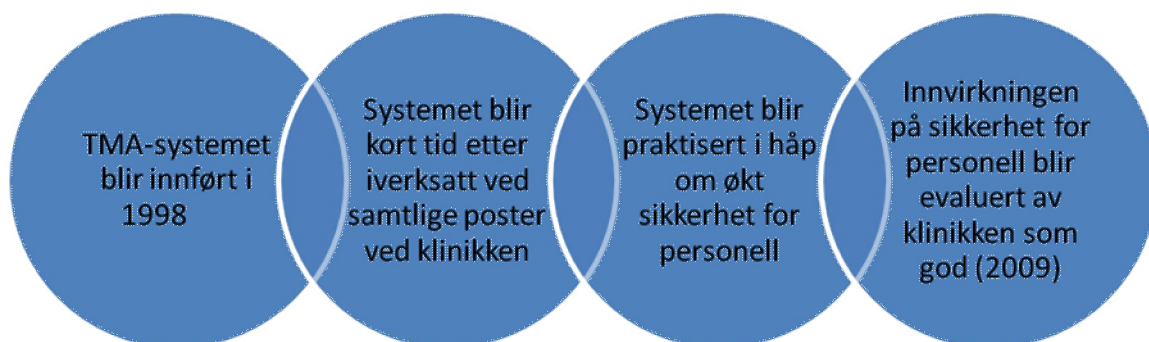 TMA-systemet
blir innført i
1998
Systemet blir
kort tid etter
iverksatt ved
samtlige poster
ved klinikken
Systemet blir
praktisert i håp
om økt
sikkerhet for
personell
Innvirkningen
på sikkerhet for
personell blir
evaluert av
klinikken som
god (2009)